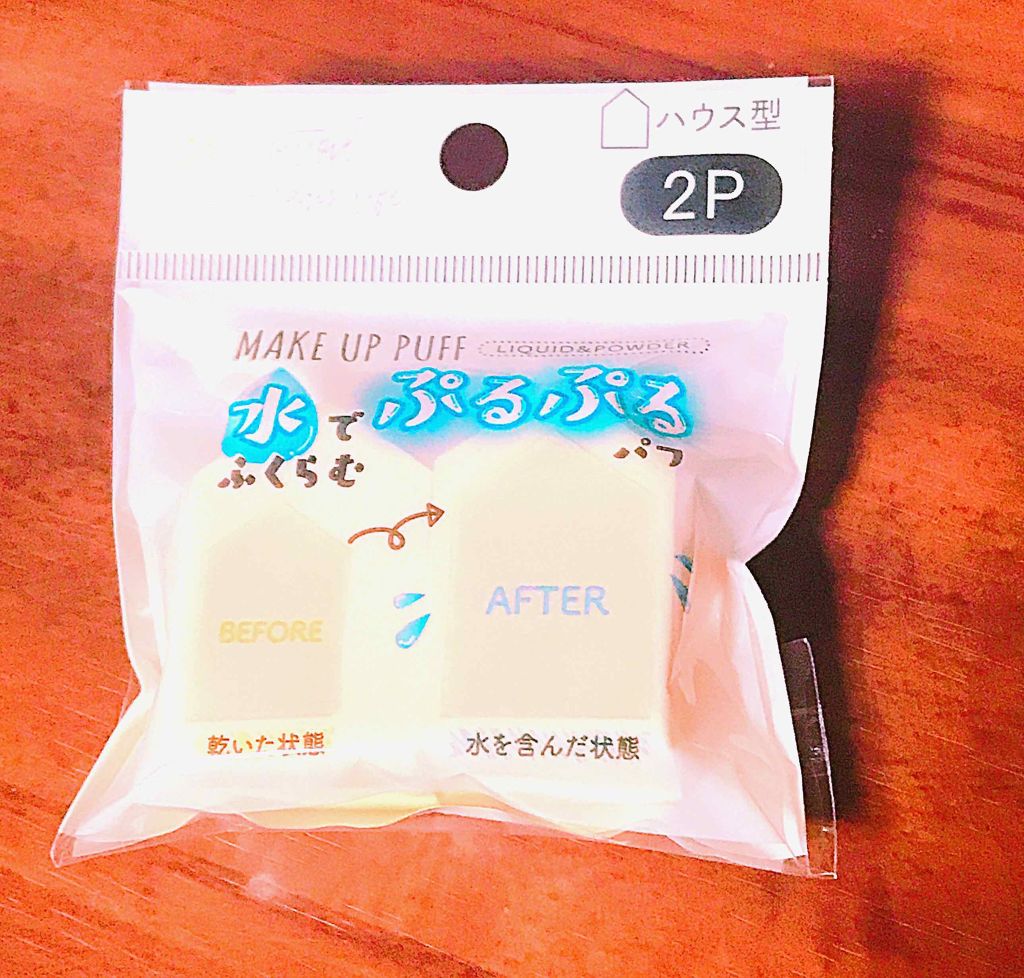 ハウス型
2P
MAKE UP PUFF LIQUID&POWDER
水で ぷるぷる
ふくらむ パフ
BEFORE
AFTER
乾いた状態
水を含んだ状態